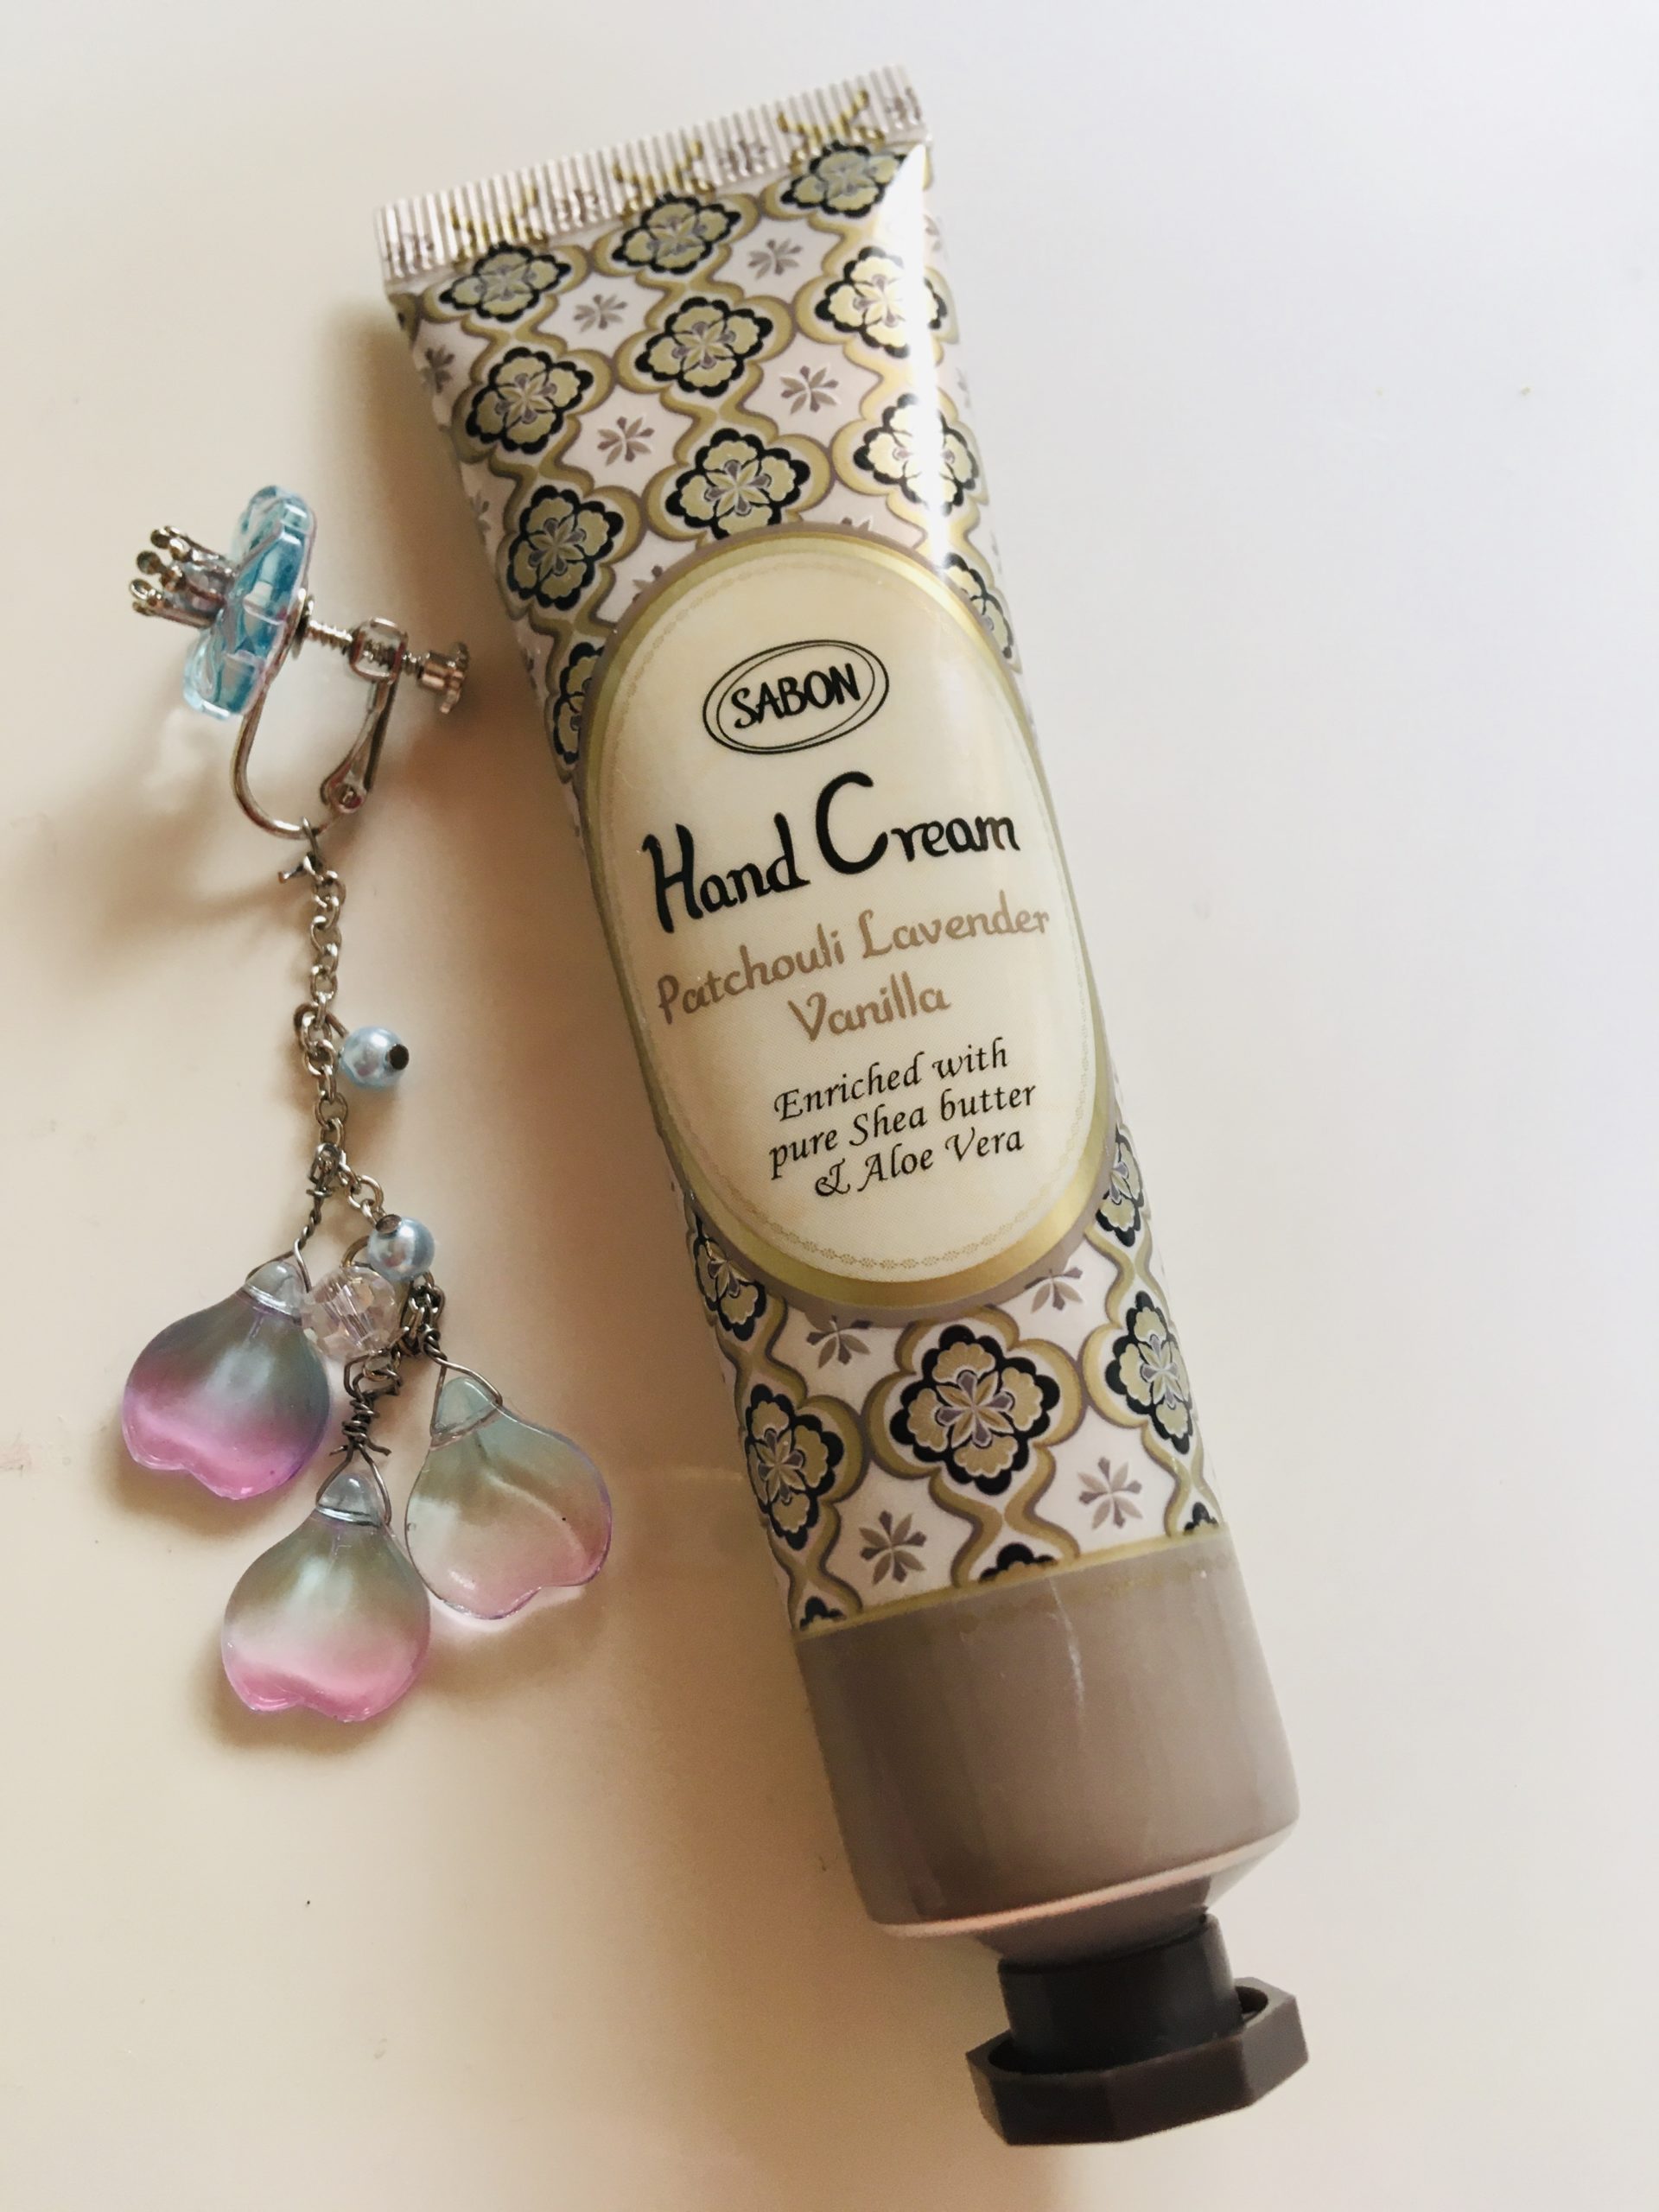 SABON
Hand Cream
Patchouli Lavender
Vanilla
Enriched with
pure Shea butter
& Aloe Vera